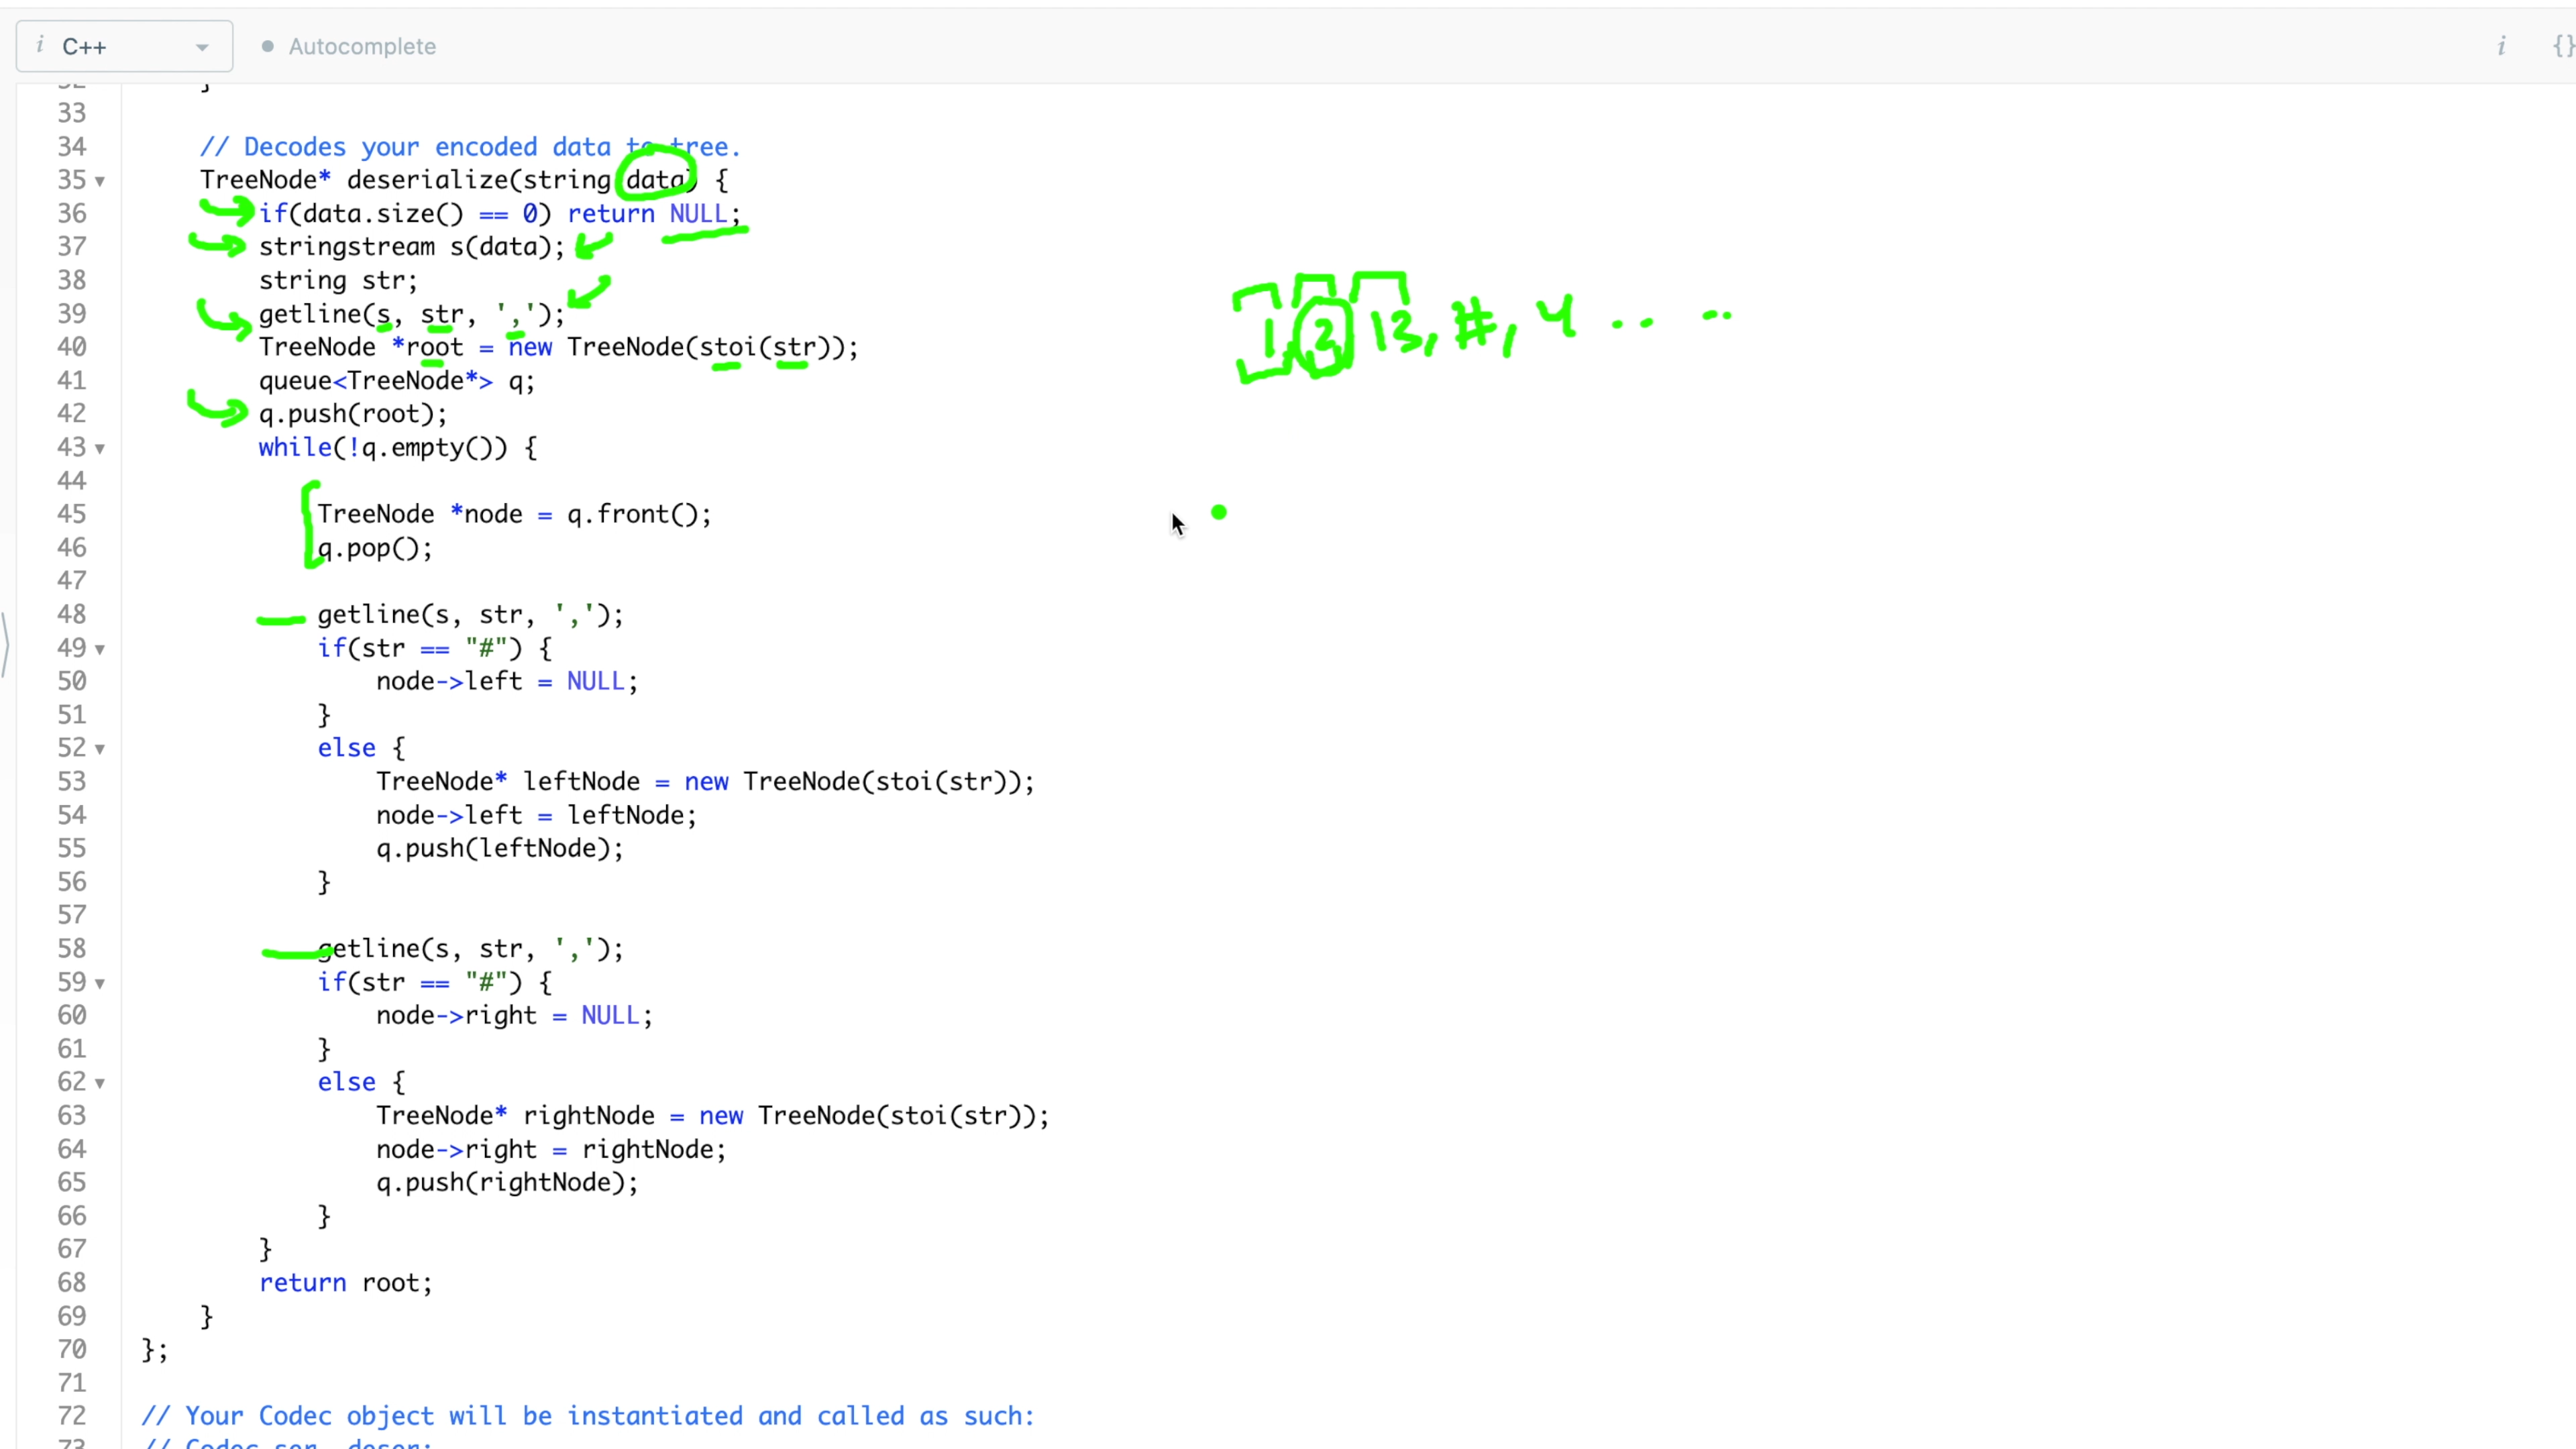 i C++ Autocomplete i {}
32 }
33
34 // Decodes your encoded data to tree.
35 TreeNode* deserialize(string data) {
36 if(data.size() == 0) return NULL;
37 stringstream s(data);
38 string str;
39 getline(s, str, ',');
40 TreeNode *root = new TreeNode(stoi(str));
41 queue<TreeNode*> q;
42 q.push(root);
43 while(!q.empty()) {
44
45 TreeNode *node = q.front();
46 q.pop();
47
48 getline(s, str, ',');
49 if(str == "#") {
50 node->left = NULL;
51 }
52 else {
53 TreeNode* leftNode = new TreeNode(stoi(str));
54 node->left = leftNode;
55 q.push(leftNode);
56 }
57
58 getline(s, str, ',');
59 if(str == "#") {
60 node->right = NULL;
61 }
62 else {
63 TreeNode* rightNode = new TreeNode(stoi(str));
64 node->right = rightNode;
65 q.push(rightNode);
66 }
67 }
68 return root;
69 }
70 };
71
72 // Your Codec object will be instantiated and called as such:
73 // Codec ser, deser;
1, 2, 13, #, 4 .. ..